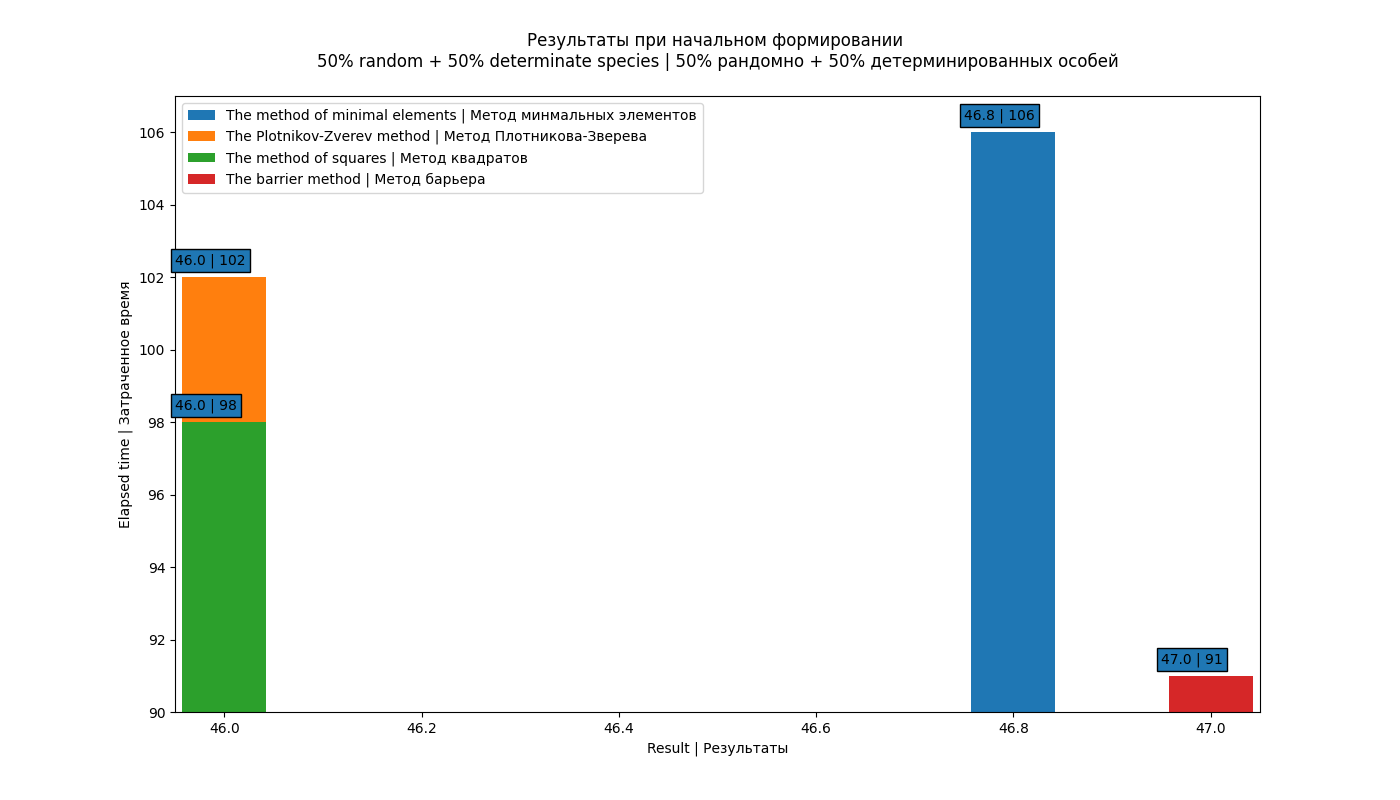 Результаты при начальном формировании
50% random + 50% determinate species | 50% рандомно + 50% детерминированных особей
The method of minimal elements | Метод минмальных элементов
The Plotnikov-Zverev method | Метод Плотникова-Зверева
The method of squares | Метод квадратов
The barrier method | Метод барьера
46.8 | 106
46.0 | 102
46.0 | 98
47.0 | 91
106
104
102
100
98
96
94
92
90
Elapsed time | Затраченное время
46.0
46.2
46.4
46.6
46.8
47.0
Result | Результаты